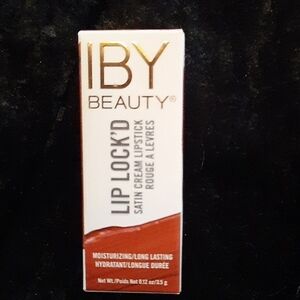 IBY
BEAUTY®
LIP LOCK'D
SATIN CREAM LIPSTICK
ROUGE A LEVRES
MOISTURIZING/LONG LASTING
HYDRATANT/LONGUE DURÉE
Net Wt./Poids Net 0.12 oz/3.5 g